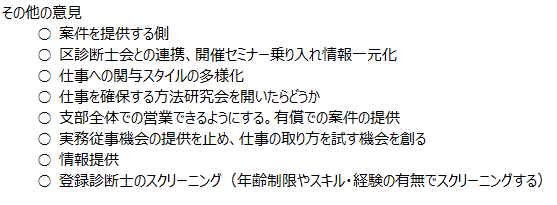 その他の意見
○ 案件を提供する側
○ 区診断士会との連携、開催セミナー乗り入れ情報一元化
○ 仕事への関与スタイルの多様化
○ 仕事を確保する方法研究会を開いたらどうか
○ 支部全体での営業できるようにする。有償での案件の提供
○ 実務従事機会の提供を止め、仕事の取り方を試す機会を創る
○ 情報提供
○ 登録診断士のスクリーニング（年齢制限やスキル・経験の有無でスクリーニングする）